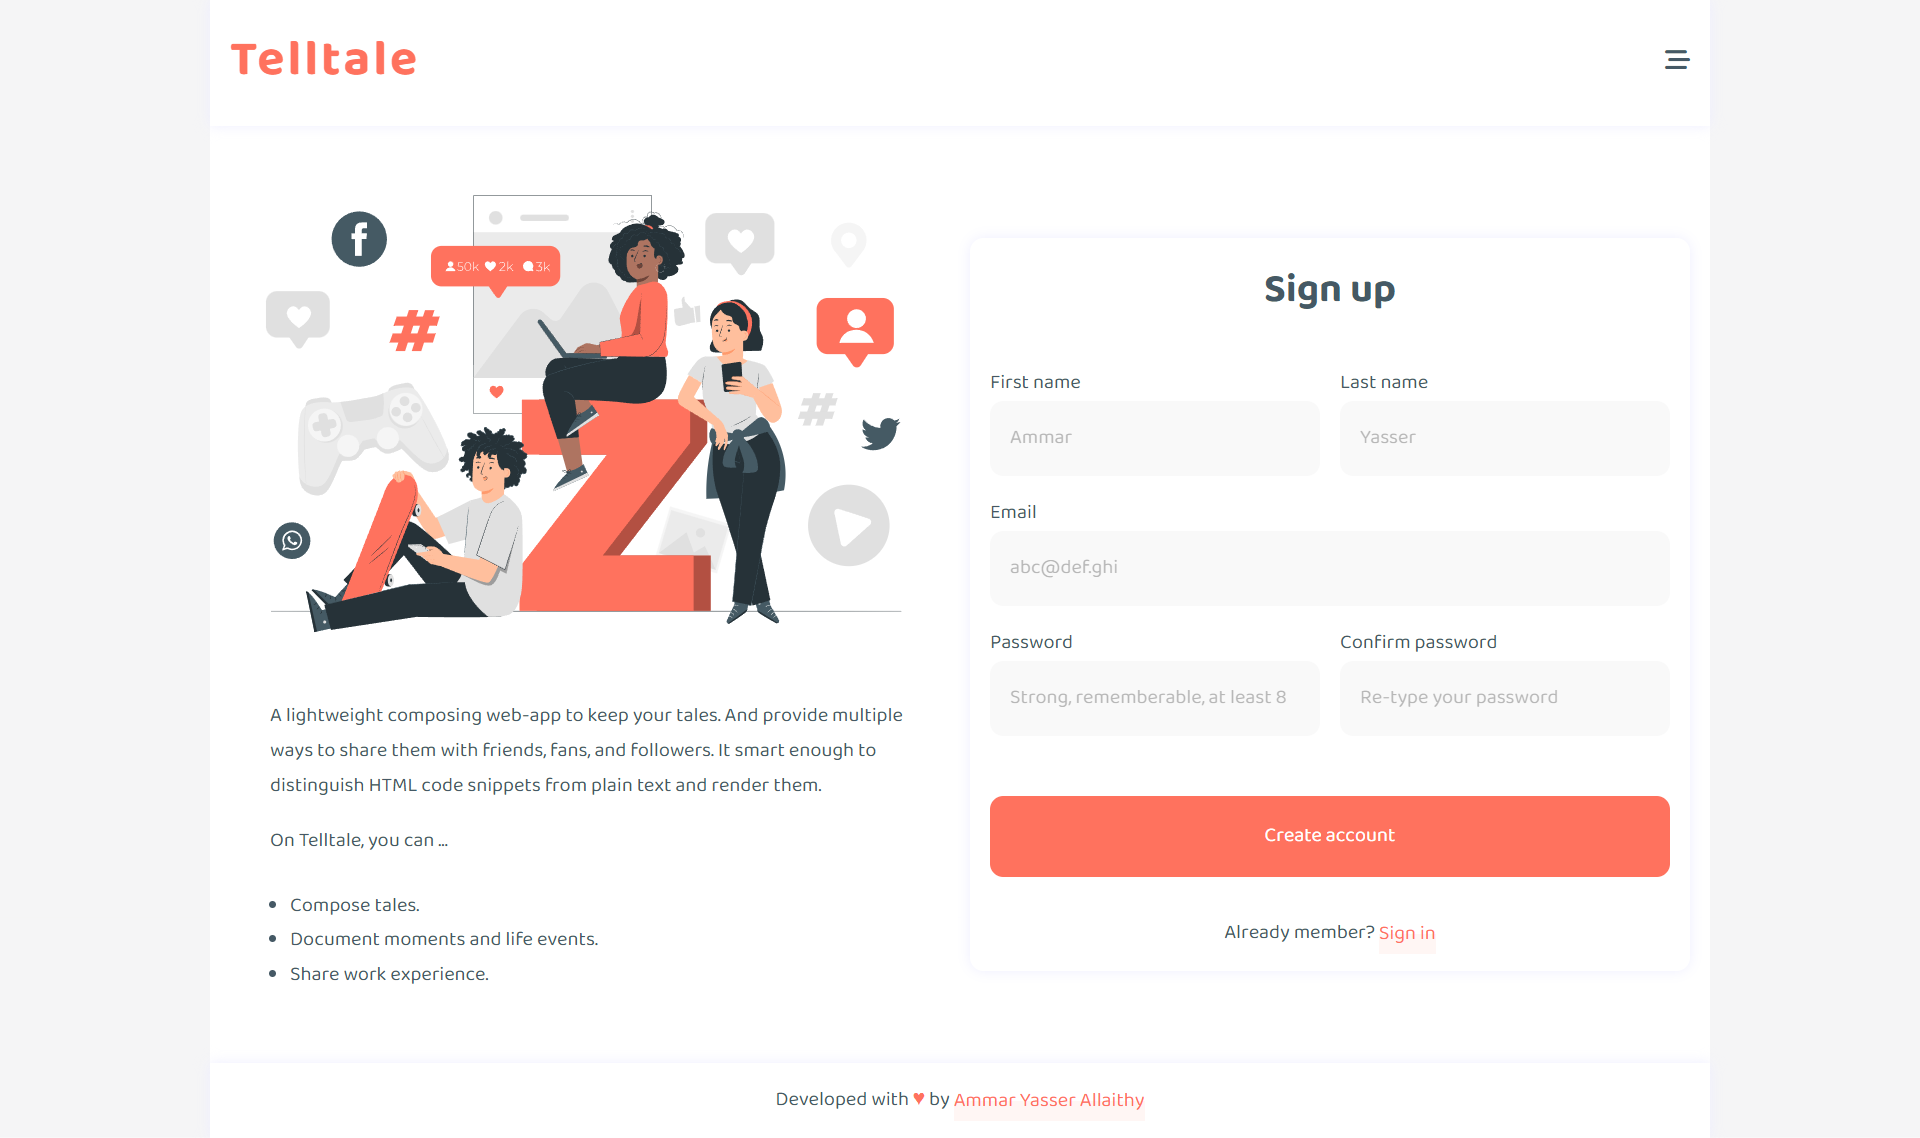 Telltale
50k 2k 3k
A lightweight composing web-app to keep your tales. And provide multiple
ways to share them with friends, fans, and followers. It smart enough to
distinguish HTML code snippets from plain text and render them.
On Telltale, you can ...
• Compose tales.
• Document moments and life events.
• Share work experience.
Sign up
First name Last name
Ammar Yasser
Email
abc@def.ghi
Password Confirm password
Strong, rememberable, at least 8 Re-type your password
Create account
Already member? Sign in
Developed with ♥ by Ammar Yasser Allaithy